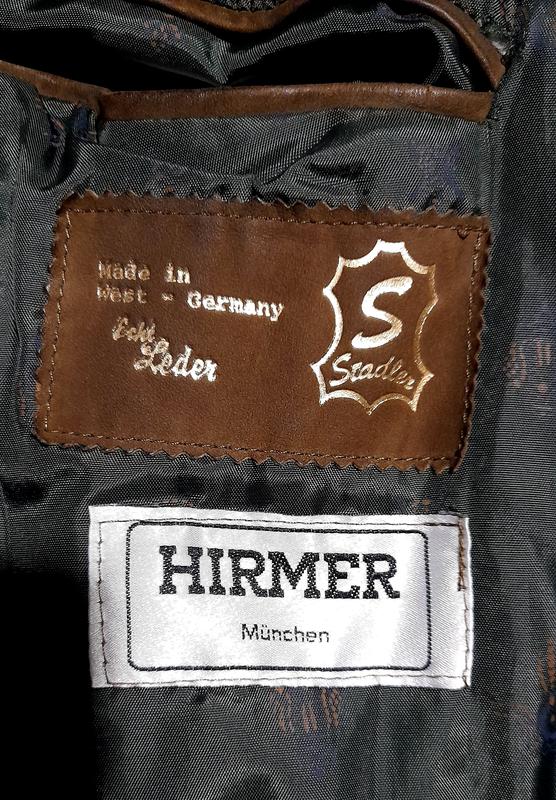 Made in
West - Germany
Echt
Leder
S
Stadler
HIRMER
München